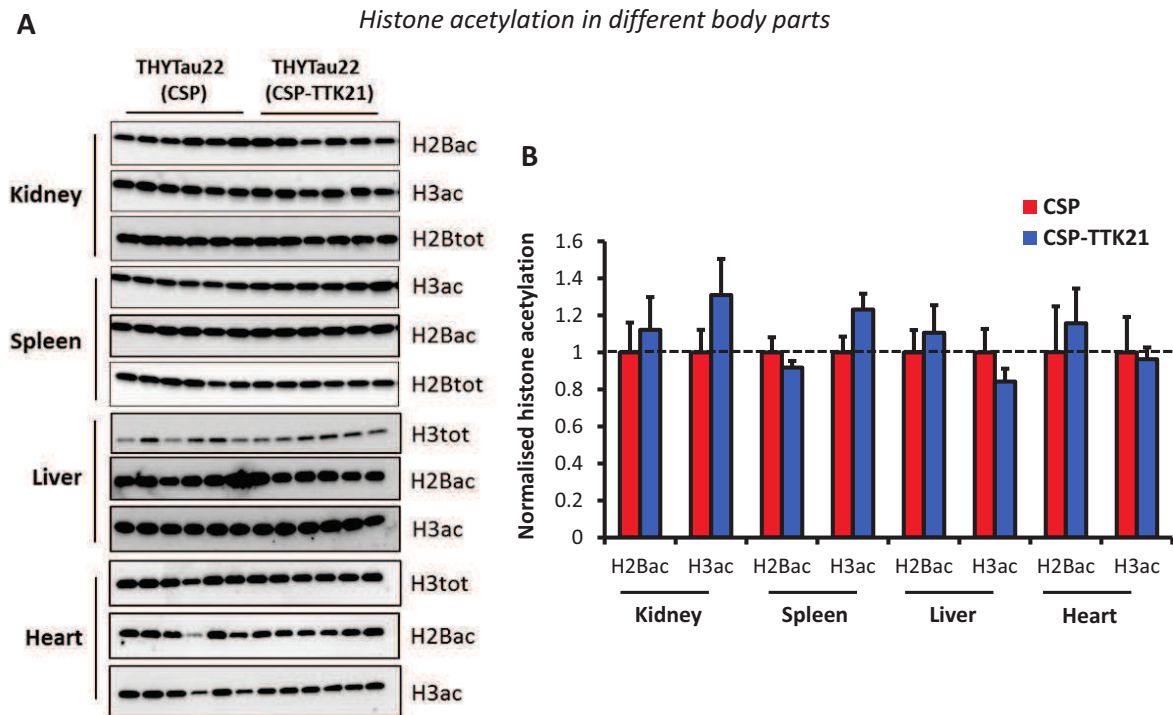 Histone acetylation in different body parts
A
THYTau22
(CSP)
THYTau22
(CSP-TTK21)
Kidney
H2Bac
H3ac
H2Btot
Spleen
H3ac
H2Bac
H2Btot
Liver
H3tot
H2Bac
H3ac
Heart
H3tot
H2Bac
H3ac
B
CSP
CSP-TTK21
Normalised histone acetylation
1.6
1.4
1.2
1
0.8
0.6
0.4
0.2
0
H2Bac H3ac H2Bac H3ac H2Bac H3ac H2Bac H3ac
Kidney Spleen Liver Heart